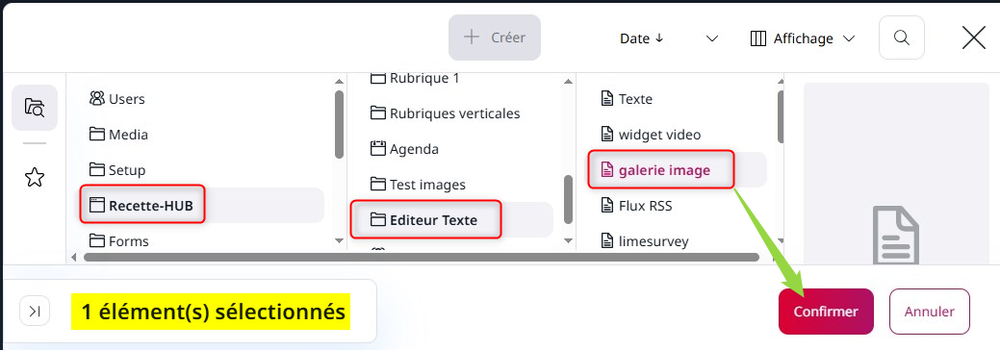 Créer
Date ↓
Affichage
Users
Media
Setup
Recette-HUB
Forms
Rubrique 1
Rubriques verticales
Agenda
Test images
Editeur Texte
Texte
widget video
galerie image
Flux RSS
limesurvey
1 élément(s) sélectionnés
Confirmer
Annuler